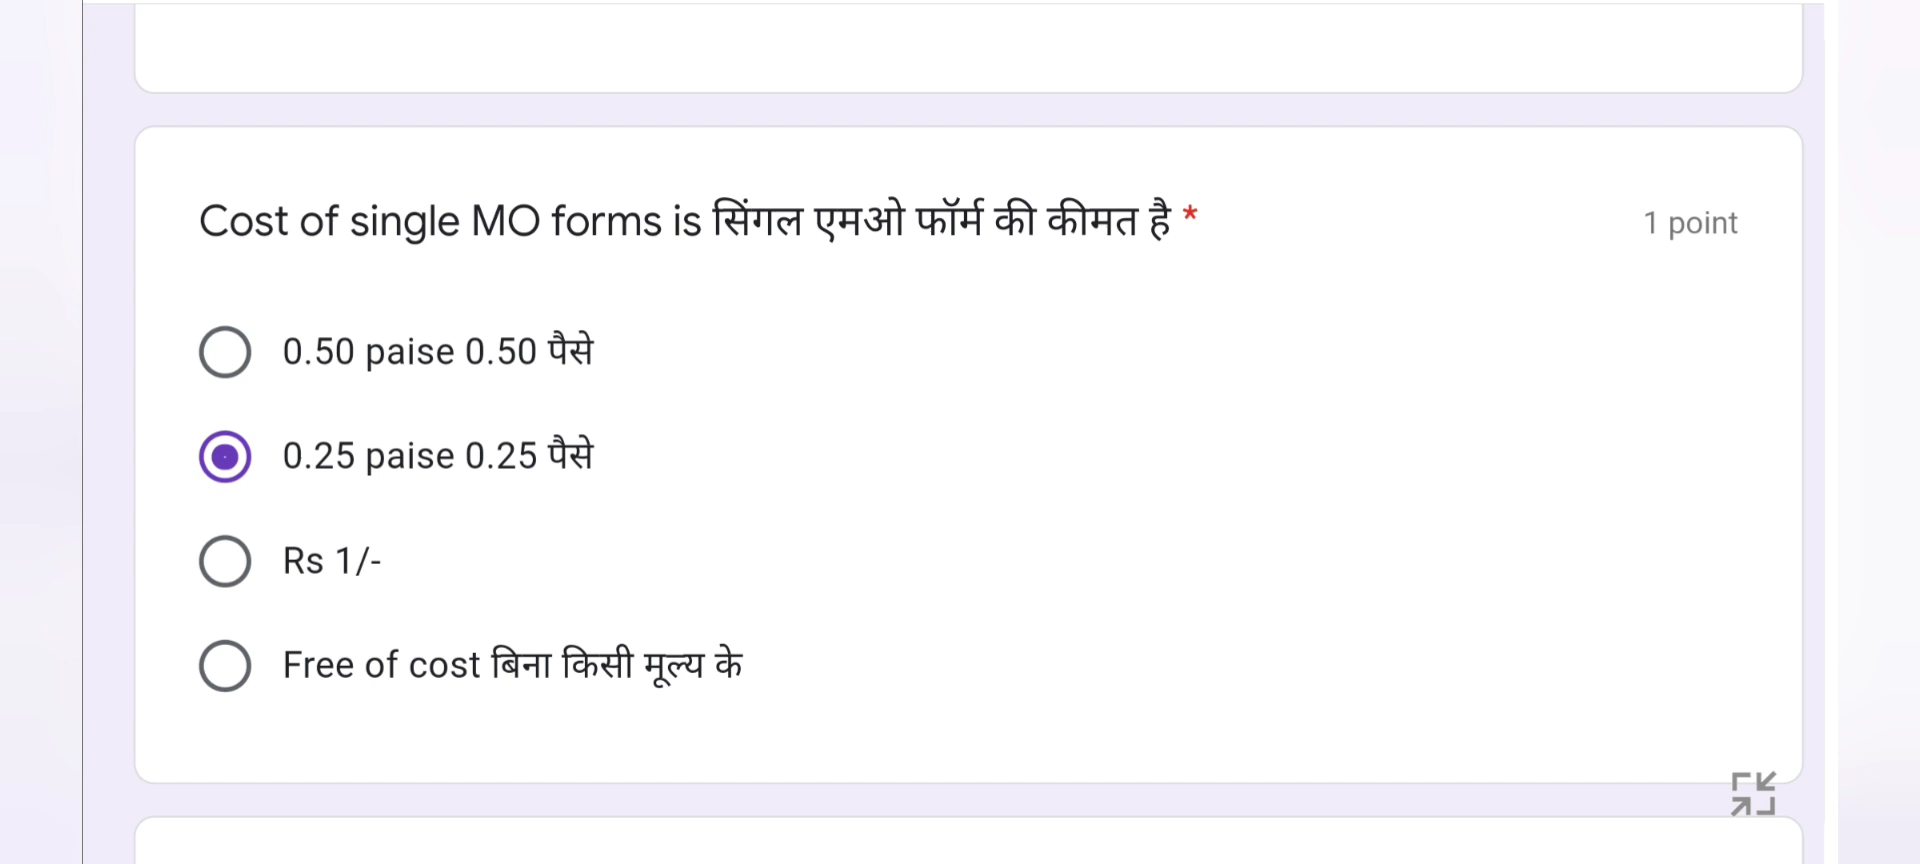 Cost of single MO forms is सिंगल एमओ फॉर्म की कीमत है *
1 point
0.50 paise 0.50 पैसे
0.25 paise 0.25 पैसे
Rs 1/-
Free of cost बिना किसी मूल्य के